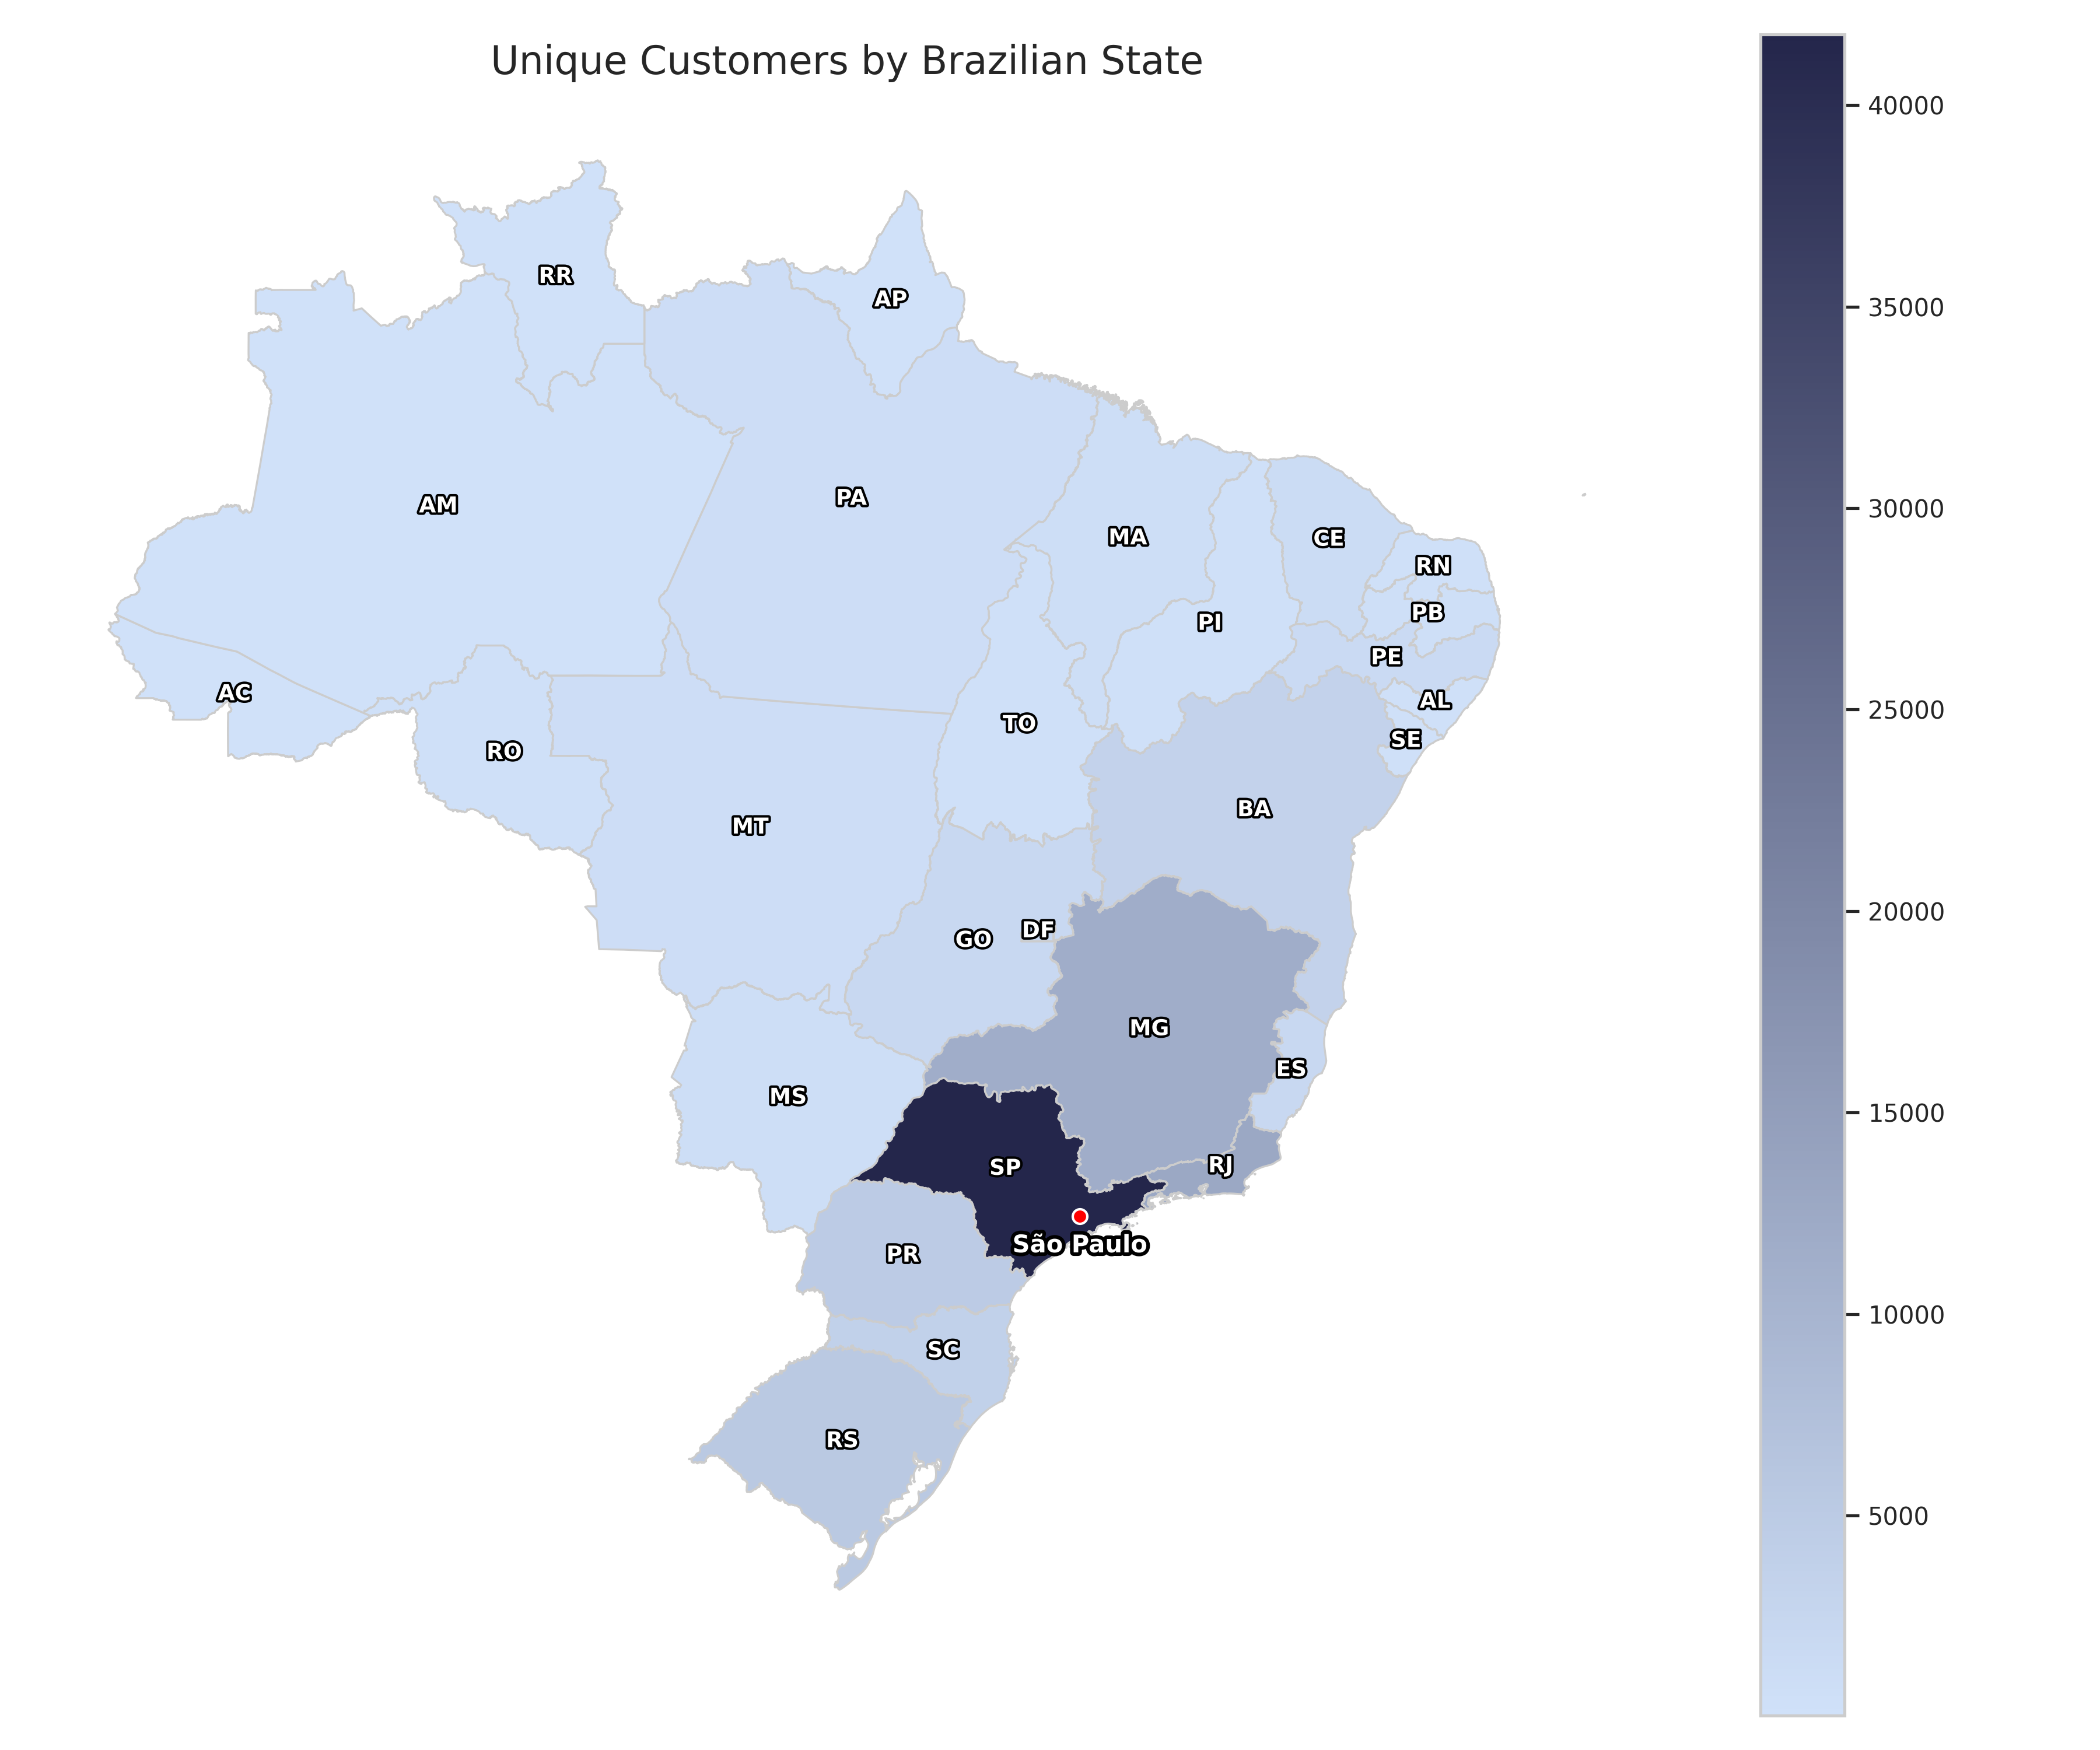 Unique Customers by Brazilian State
RR
AP
AM
PA
MA
CE
RN
PB
PI
PE
AC
AL
TO
SE
RO
BA
MT
GO
DF
MG
ES
MS
SP
RJ
São Paulo
PR
SC
RS
40000
35000
30000
25000
20000
15000
10000
5000